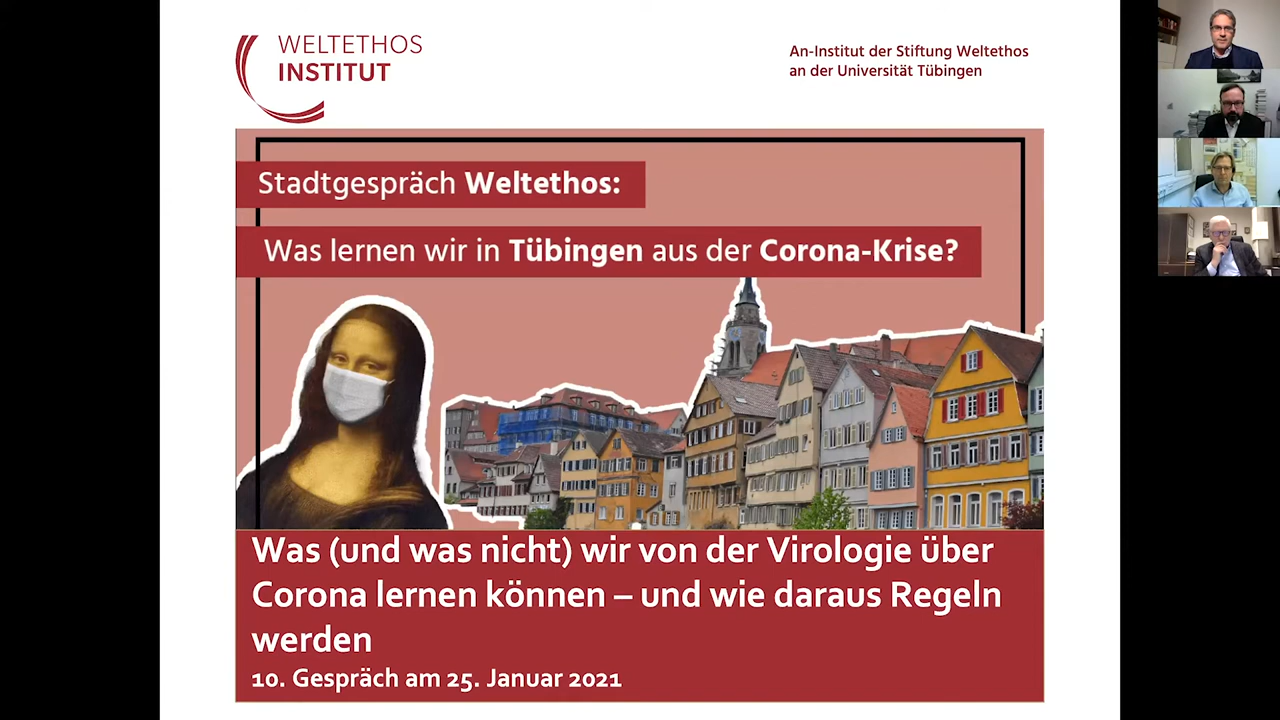 WELTETHOS
INSTITUT
An-Institut der Stiftung Weltethos
an der Universität Tübingen
Stadtgespräch Weltethos:
Was lernen wir in Tübingen aus der Corona-Krise?
Was (und was nicht) wir von der Virologie über
Corona lernen können – und wie daraus Regeln
werden
10. Gespräch am 25. Januar 2021